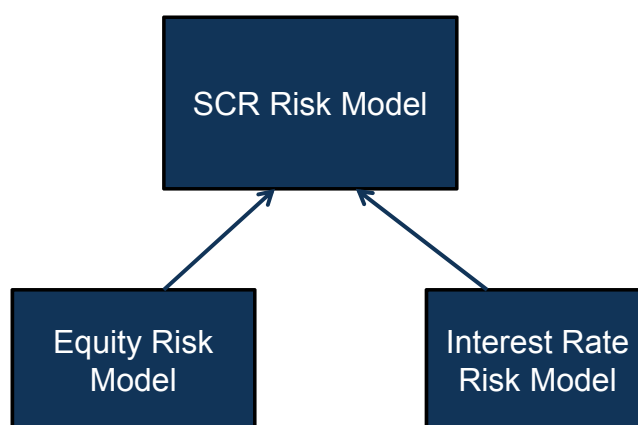 SCR Risk Model
Equity Risk
Model
Interest Rate
Risk Model